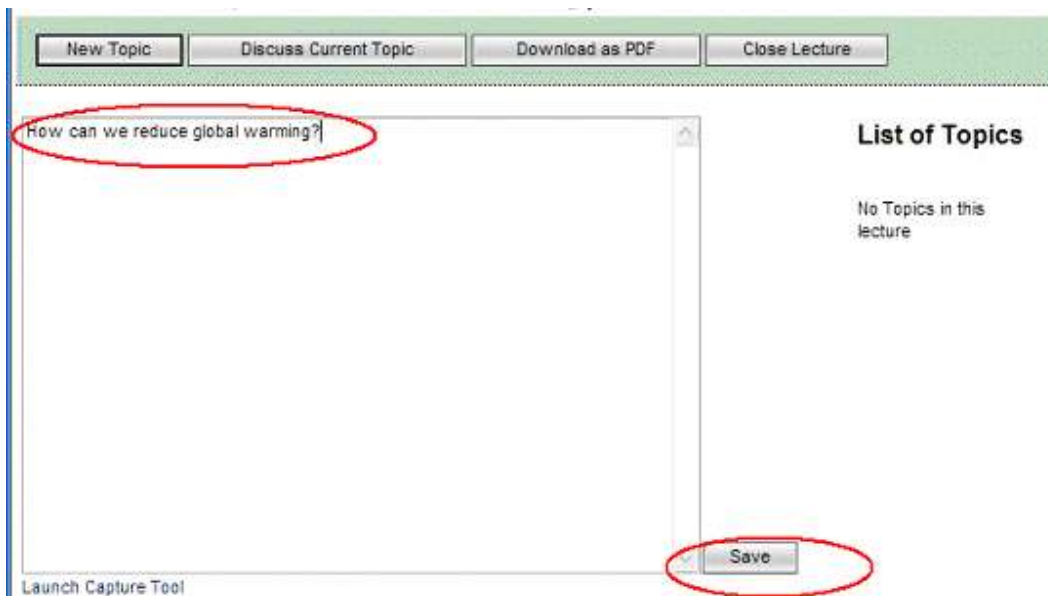 New Topic Discuss Current Topic Download as PDF Close Lecture
How can we reduce global warming?
List of Topics
No Topics in this
lecture
Save
Launch Capture Tool